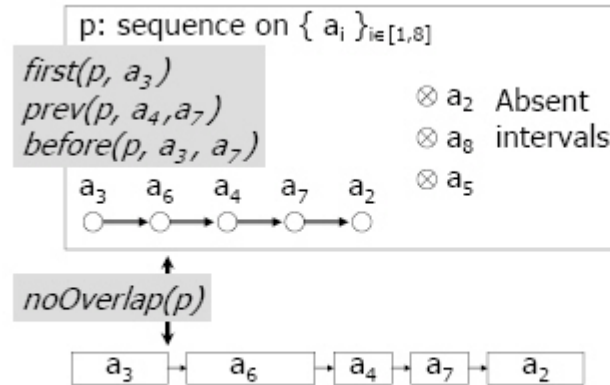 p: sequence on { a_i }_{i∈[1,8]}
first(p, a_3)
prev(p, a_4,a_7)
before(p, a_3, a_7)
⊗ a_2 Absent
⊗ a_8 intervals
⊗ a_5
a_3 a_6 a_4 a_7 a_2
noOverlap(p)
a_3 a_6 a_4 a_7 a_2